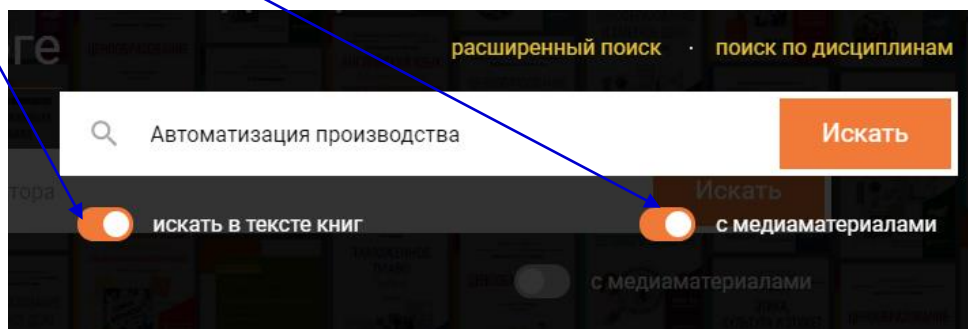 ге
расширенный поиск · поиск по дисциплинам
Автоматизация производства Искать
тора Искать
искать в тексте книг с медиаматериалами
с медиаматериалами